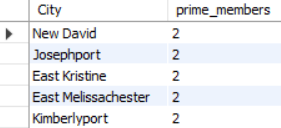 City prime_members
New David 2
Josephport 2
East Kristine 2
East Melissachester 2
Kimberlyport 2